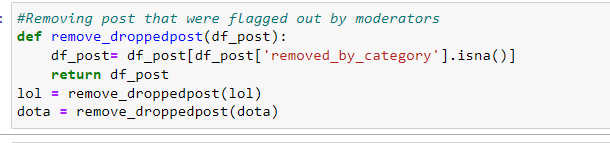 #Removing post that were flagged out by moderators
def remove_droppedpost(df_post):
    df_post= df_post[df_post['removed_by_category'].isna()]
    return df_post
lol = remove_droppedpost(lol)
dota = remove_droppedpost(dota)